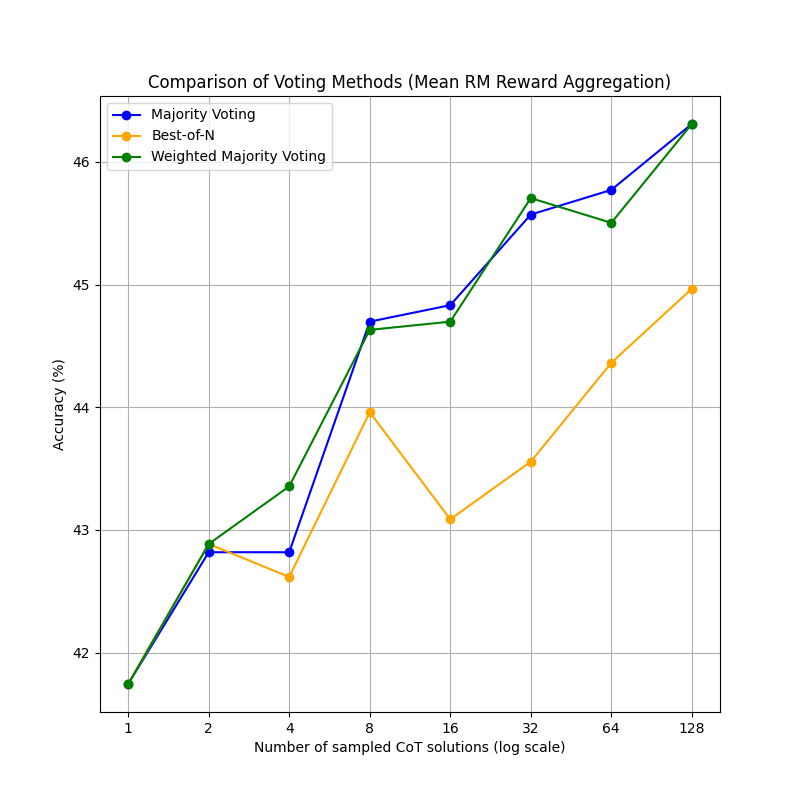 Comparison of Voting Methods (Mean RM Reward Aggregation)
Majority Voting
Best-of-N
Weighted Majority Voting
Accuracy (%)
46
45
44
43
42
1 2 4 8 16 32 64 128
Number of sampled CoT solutions (log scale)